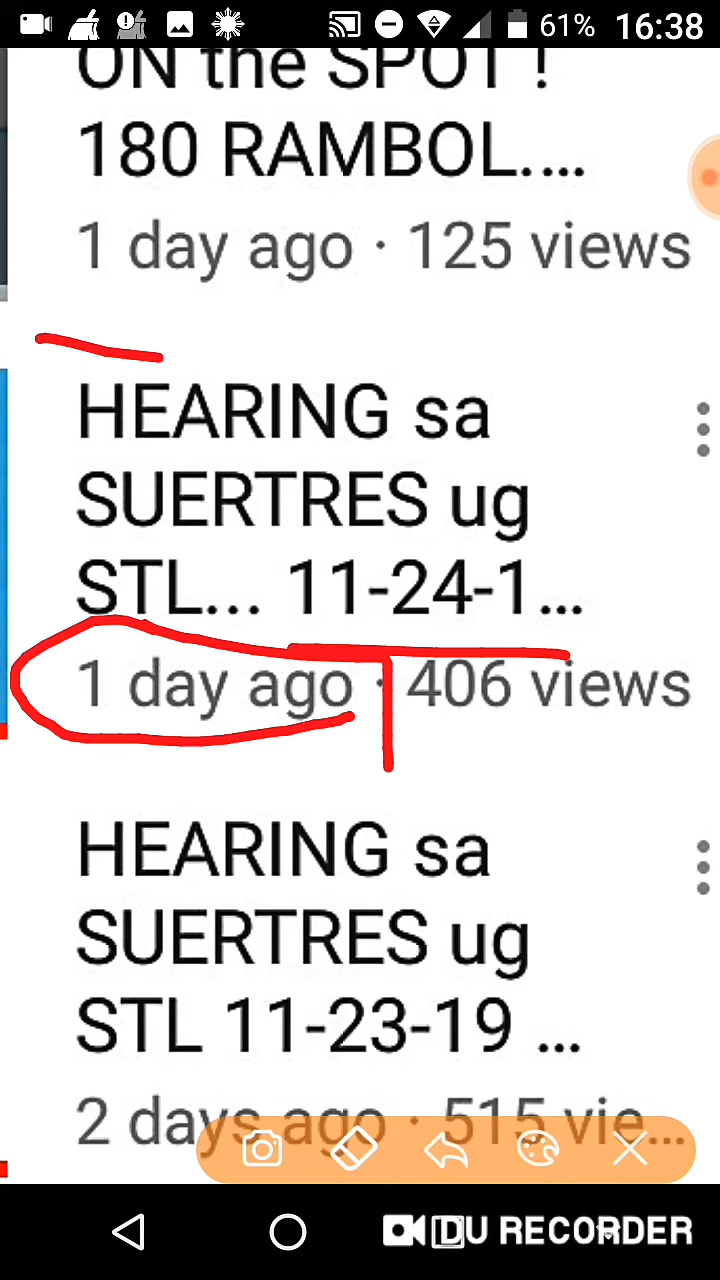 61% 16:38
ON the SPOT !
180 RAMBOL....
1 day ago · 125 views
HEARING sa
SUERTRES ug
STL... 11-24-1...
1 day ago · 406 views
HEARING sa
SUERTRES ug
STL 11-23-19 ...
2 days ago · 515 vie...
DU RECORDER